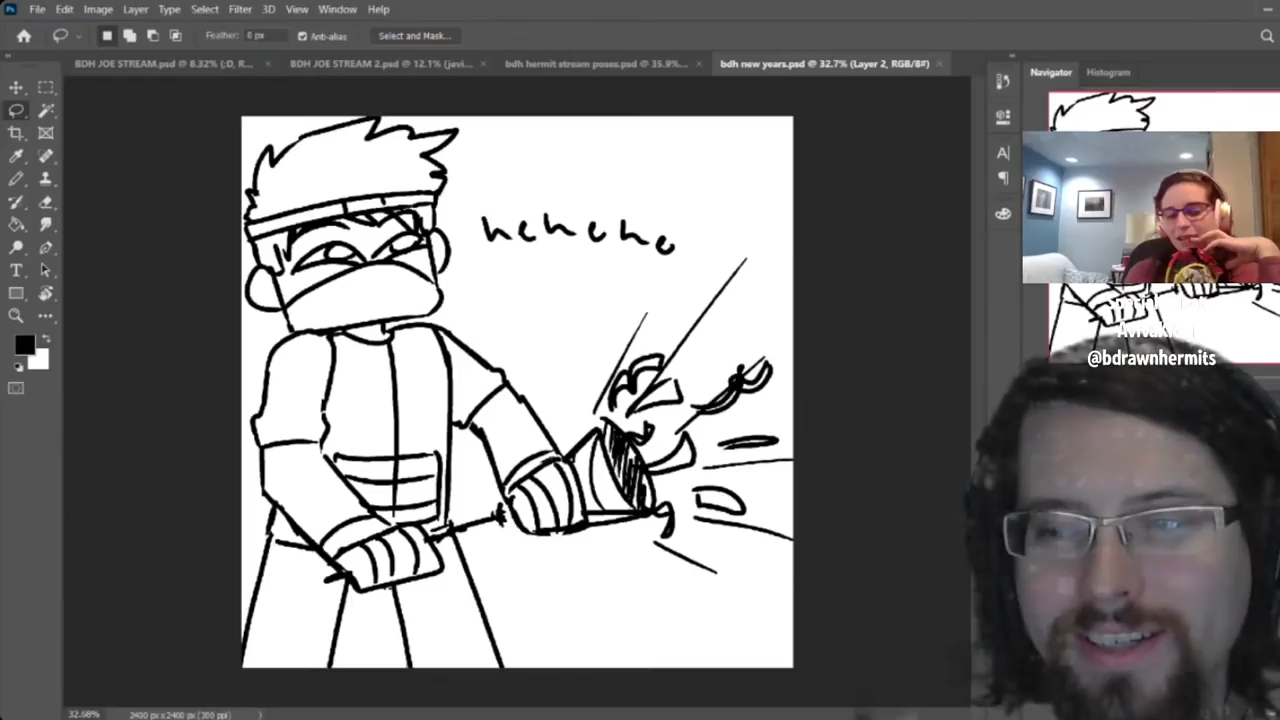 File Edit Image Layer Type Select Filter 3D View Window Help
Feather: 0 px Anti-alias Select and Mask...
BDH JOE STREAM.psd @ 8.32% (;D, R... × BDH JOE STREAM 2.psd @ 12.1% (jevi... × bdh hermit stream poses.psd @ 35.9%... × bdh new years.psd @ 32.7% (Layer 2, RGB/8#) ×
Navigator Histogram
hehehe
@bdrawnhermits
32.68% 2400 px x 2400 px (300 ppi)